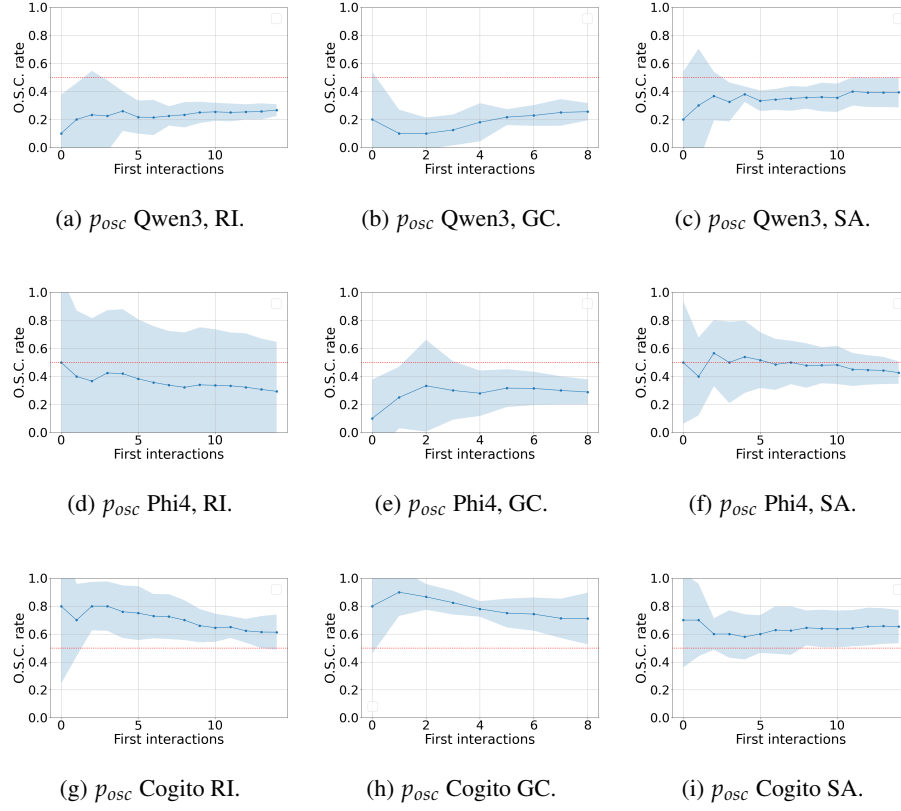 1.0
0.8
0.6
0.4
0.2
0.0
O.S.C. rate
0 5 10
First interactions
(a) p_osc Qwen3, RI.
1.0
0.8
0.6
0.4
0.2
0.0
O.S.C. rate
0 2 4 6 8
First interactions
(b) p_osc Qwen3, GC.
1.0
0.8
0.6
0.4
0.2
0.0
O.S.C. rate
0 5 10
First interactions
(c) p_osc Qwen3, SA.
1.0
0.8
0.6
0.4
0.2
0.0
O.S.C. rate
0 5 10
First interactions
(d) p_osc Phi4, RI.
1.0
0.8
0.6
0.4
0.2
0.0
O.S.C. rate
0 2 4 6 8
First interactions
(e) p_osc Phi4, GC.
1.0
0.8
0.6
0.4
0.2
0.0
O.S.C. rate
0 5 10
First interactions
(f) p_osc Phi4, SA.
1.0
0.8
0.6
0.4
0.2
0.0
O.S.C. rate
0 5 10
First interactions
(g) p_osc Cogito RI.
1.0
0.8
0.6
0.4
0.2
0.0
O.S.C. rate
0 2 4 6 8
First interactions
(h) p_osc Cogito GC.
1.0
0.8
0.6
0.4
0.2
0.0
O.S.C. rate
0 5 10
First interactions
(i) p_osc Cogito SA.